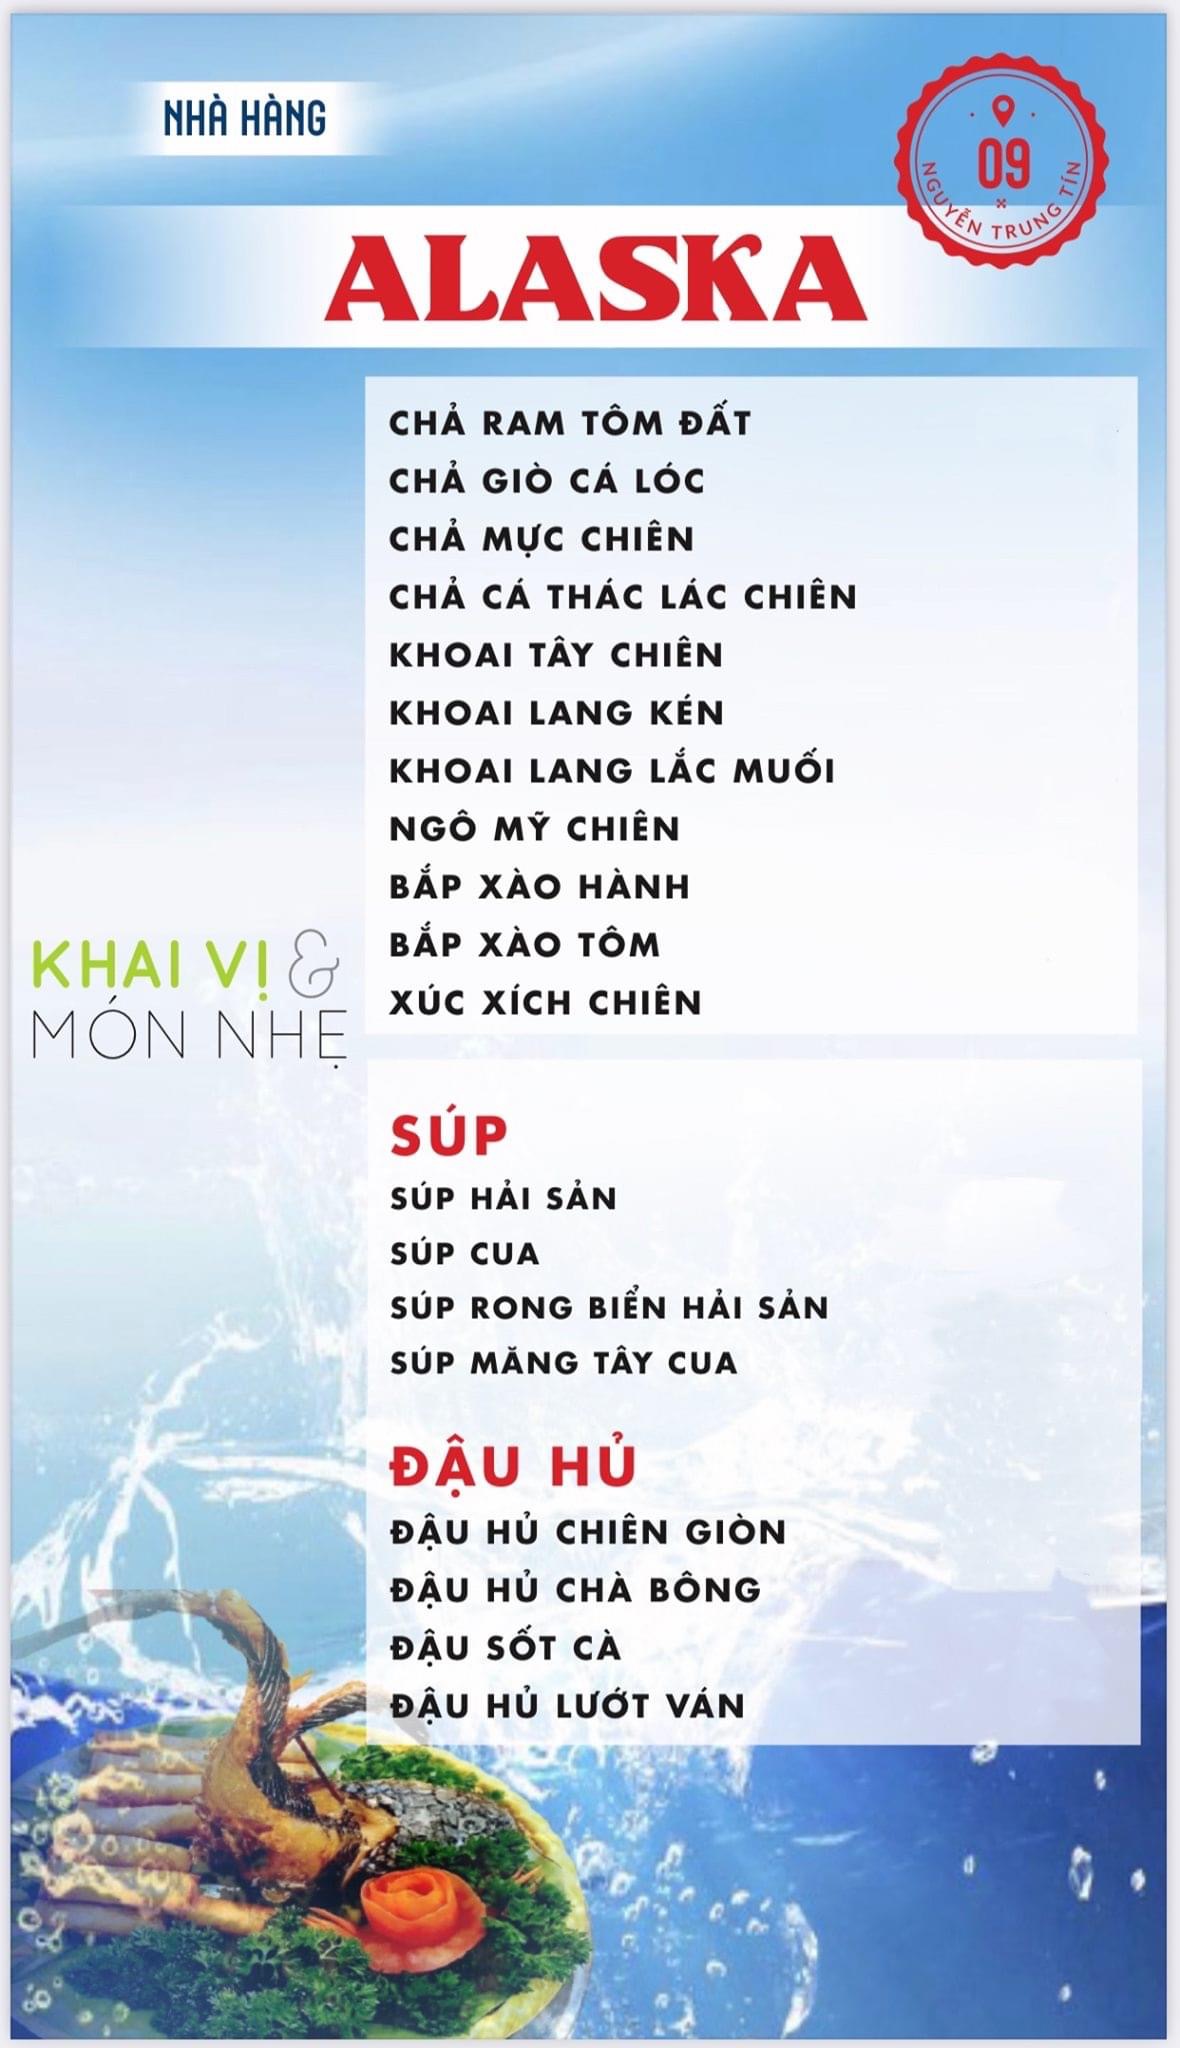 NHÀ HÀNG
09
NGUYỄN TRUNG TÍN
ALASKA
CHẢ RAM TÔM ĐẤT
CHẢ GIÒ CÁ LÓC
CHẢ MỰC CHIÊN
CHẢ CÁ THÁC LÁC CHIÊN
KHOAI TÂY CHIÊN
KHOAI LANG KÉN
KHOAI LANG LẮC MUỐI
NGÔ MỸ CHIÊN
BẮP XÀO HÀNH
BẮP XÀO TÔM
XÚC XÍCH CHIÊN
KHAI VỊ &
MÓN NHẸ
SÚP
SÚP HẢI SẢN
SÚP CUA
SÚP RONG BIỂN HẢI SẢN
SÚP MĂNG TÂY CUA
ĐẬU HỦ
ĐẬU HỦ CHIÊN GIÒN
ĐẬU HỦ CHÀ BÔNG
ĐẬU SỐT CÀ
ĐẬU HỦ LƯỚT VÁN